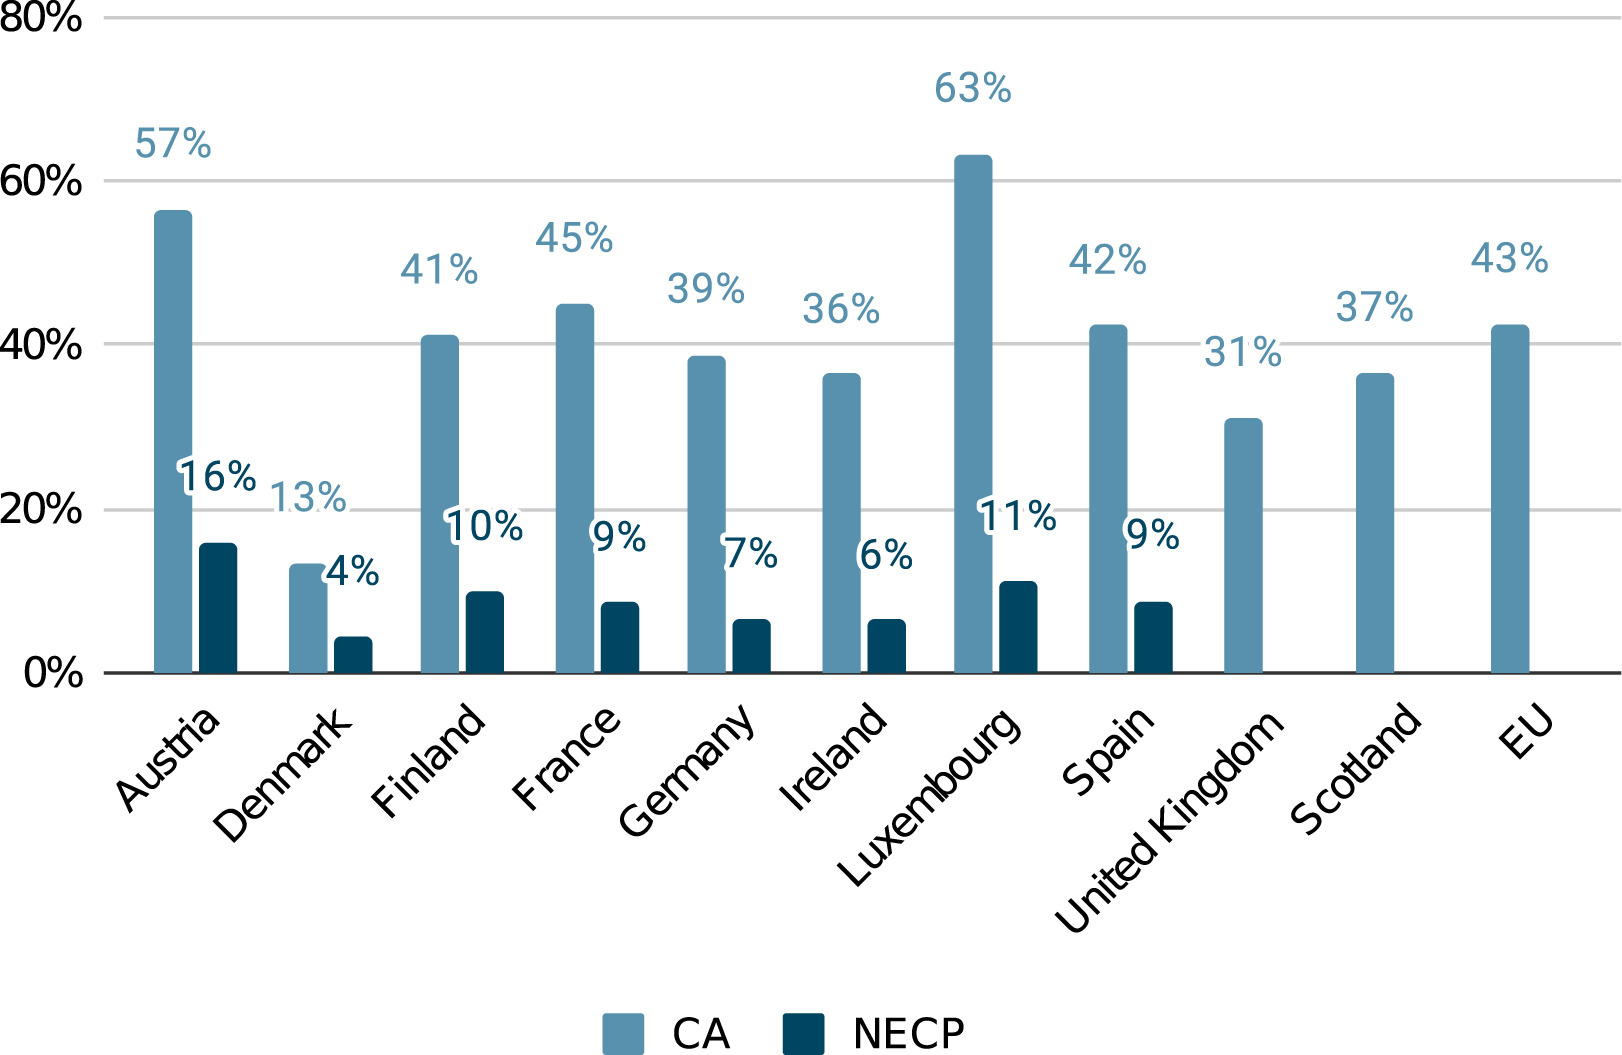 80%
60%
40%
20%
0%
57%
16%
13%
4%
41%
10%
45%
9%
39%
7%
36%
6%
63%
11%
42%
9%
31%
37%
43%
Austria
Denmark
Finland
France
Germany
Ireland
Luxembourg
Spain
United Kingdom
Scotland
EU
CA
NECP